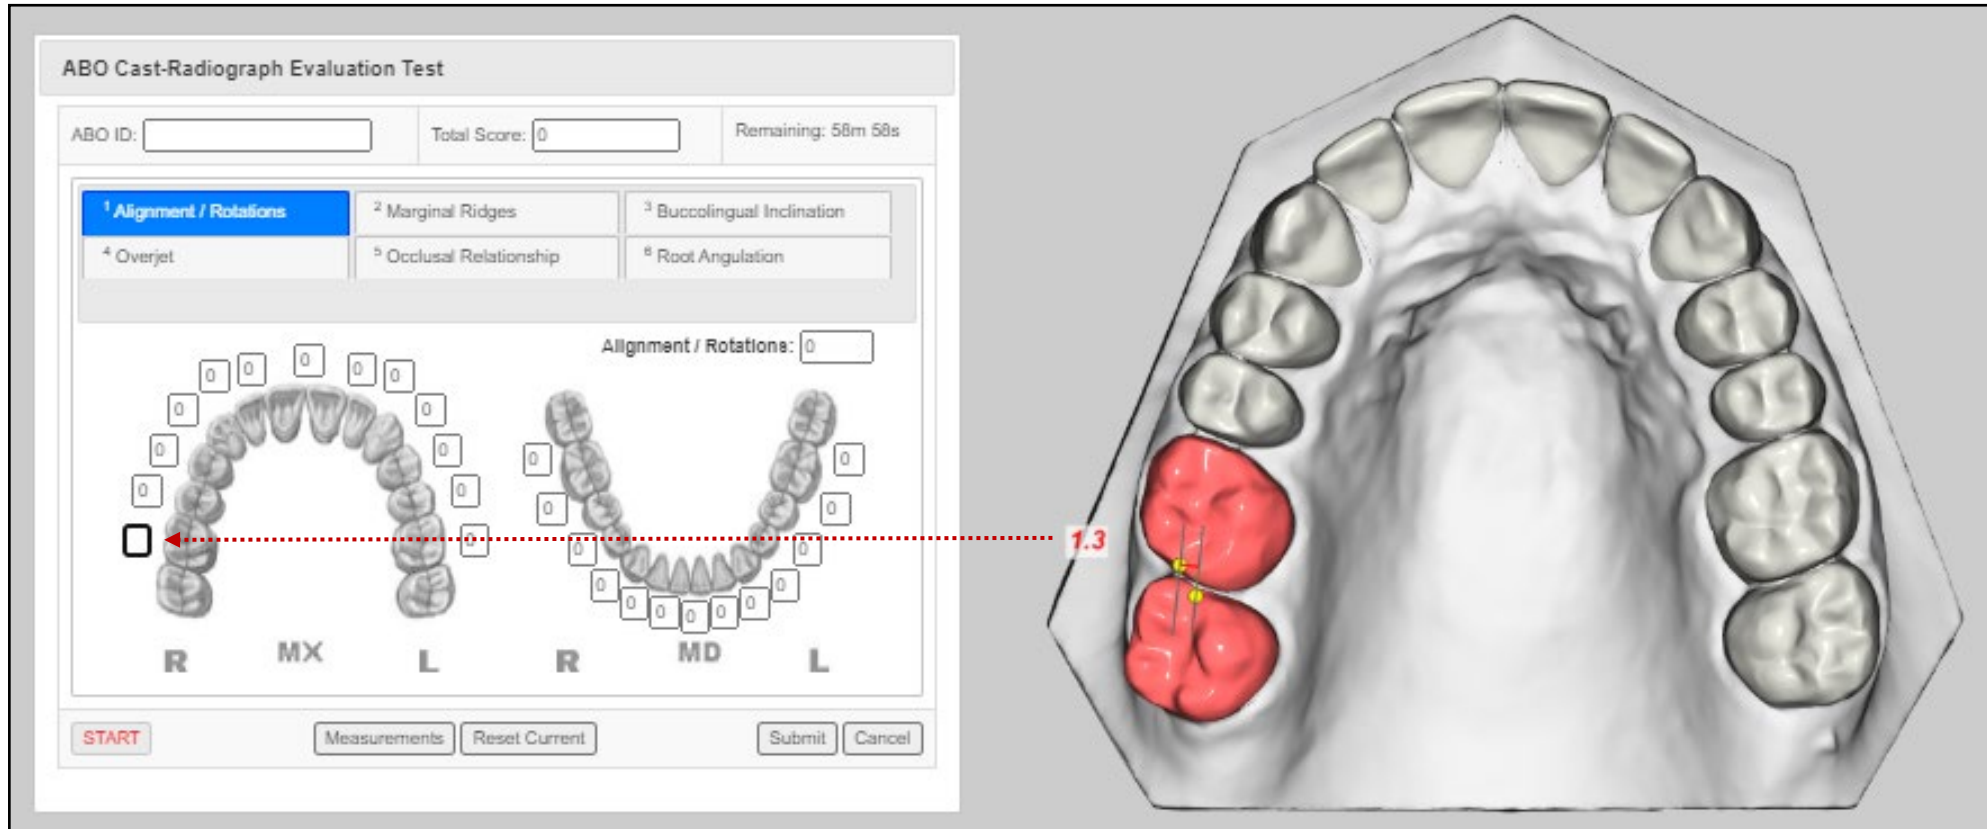 ABO Cast-Radiograph Evaluation Test
ABO ID: Total Score: 0 Remaining: 58m 58s
1 Alignment / Rotations 2 Marginal Ridges 3 Buccolingual Inclination
4 Overjet 5 Occlusal Relationship 6 Root Angulation
Alignment / Rotations: 0
0 0 0 0 0
0 0
0 0 0 0
0 0 0 0
0 1.3
0 0
0 0
0 0 0 0 0
R MX L R MD L
START Measurements Reset Current Submit Cancel